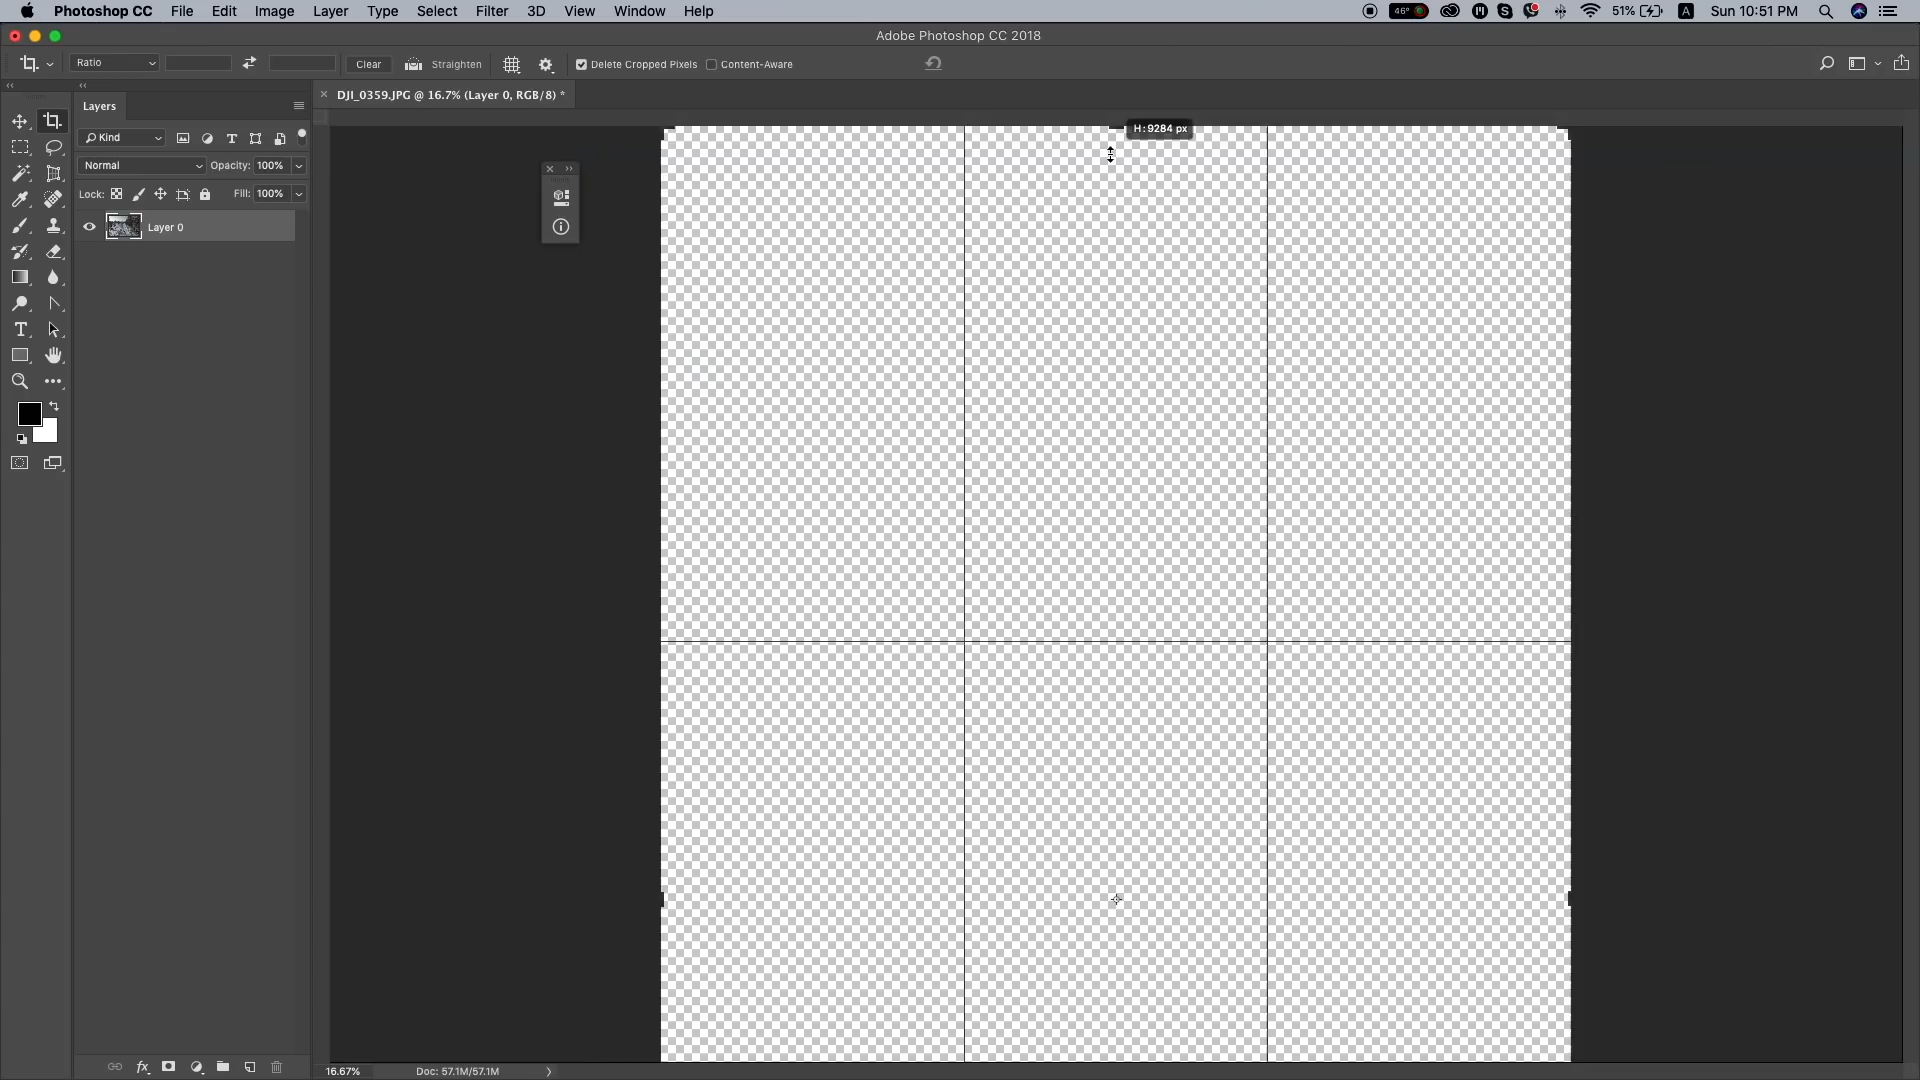 Photoshop CC File Edit Image Layer Type Select Filter 3D View Window Help 46° 51% A Sun 10:51 PM
Adobe Photoshop CC 2018
Ratio Clear Straighten Delete Cropped Pixels Content-Aware
DJI_0359.JPG @ 16.7% (Layer 0, RGB/8) *
Layers
Kind
Normal Opacity: 100%
Lock: Fill: 100%
Layer 0
H: 9284 px
16.67% Doc: 57.1M/57.1M